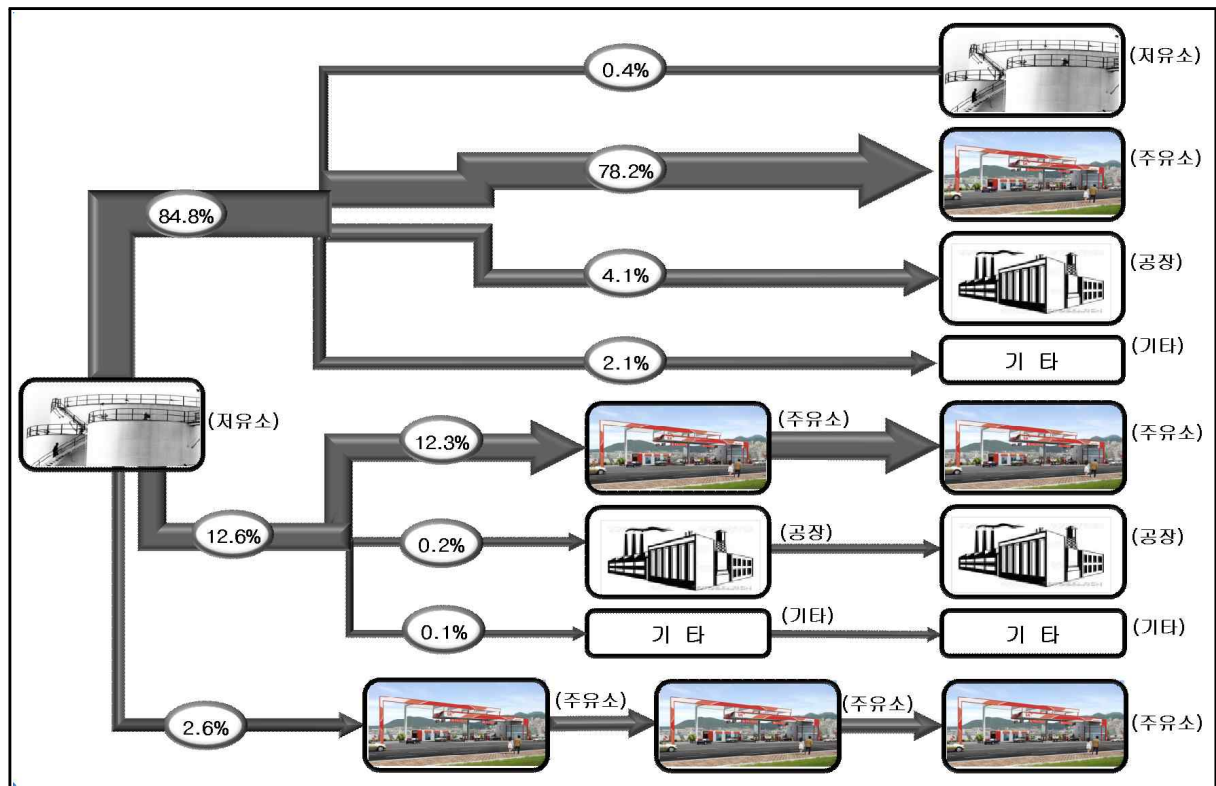 0.4%
(저유소)
78.2%
(주유소)
84.8%
4.1%
(공장)
2.1%
기 타
(기타)
(저유소)
12.3%
(주유소)
(주유소)
12.6%
0.2%
(공장)
(공장)
0.1%
기 타
(기타)
기 타
(기타)
2.6%
(주유소)
(주유소)
(주유소)